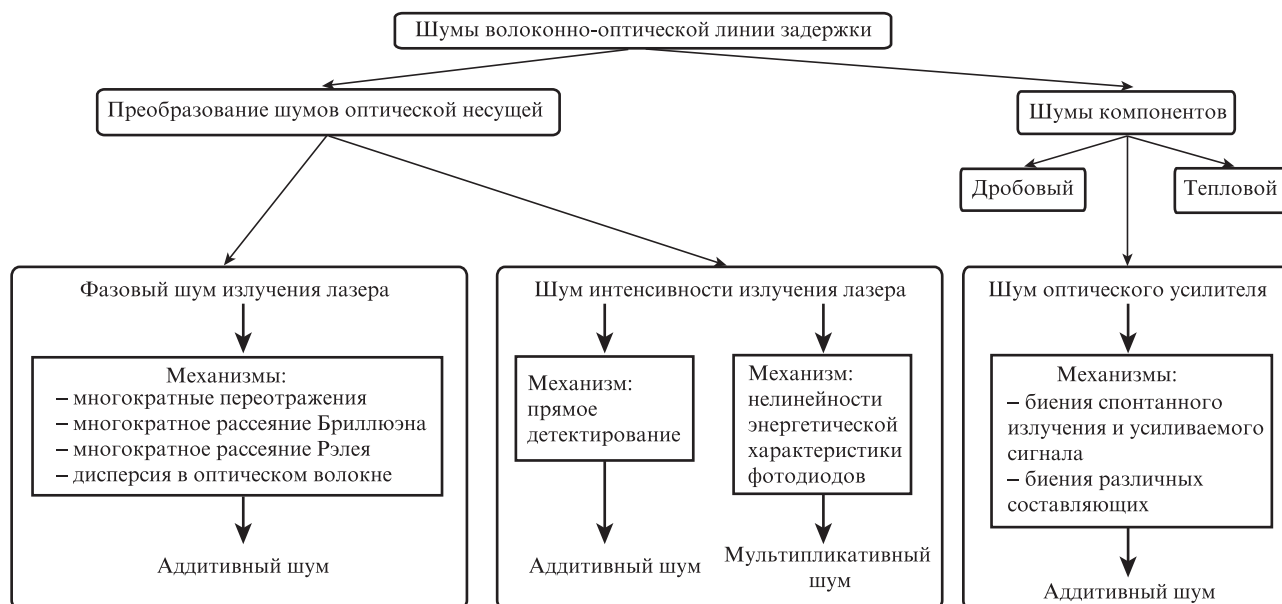 Шумы волоконно-оптической линии задержки
Преобразование шумов оптической несущей
Шумы компонентов
Дробовый
Тепловой
Фазовый шум излучения лазера
Механизмы:
– многократные переотражения
– многократное рассеяние Бриллюэна
– многократное рассеяние Рэлея
– дисперсия в оптическом волокне
Аддитивный шум
Шум интенсивности излучения лазера
Механизм:
прямое
детектирование
Аддитивный шум
Механизм:
нелинейности
энергетической
характеристики
фотодиодов
Мультипликативный
шум
Шум оптического усилителя
Механизмы:
– биения спонтанного
излучения и усиливаемого
сигнала
– биения различных
составляющих
Аддитивный шум